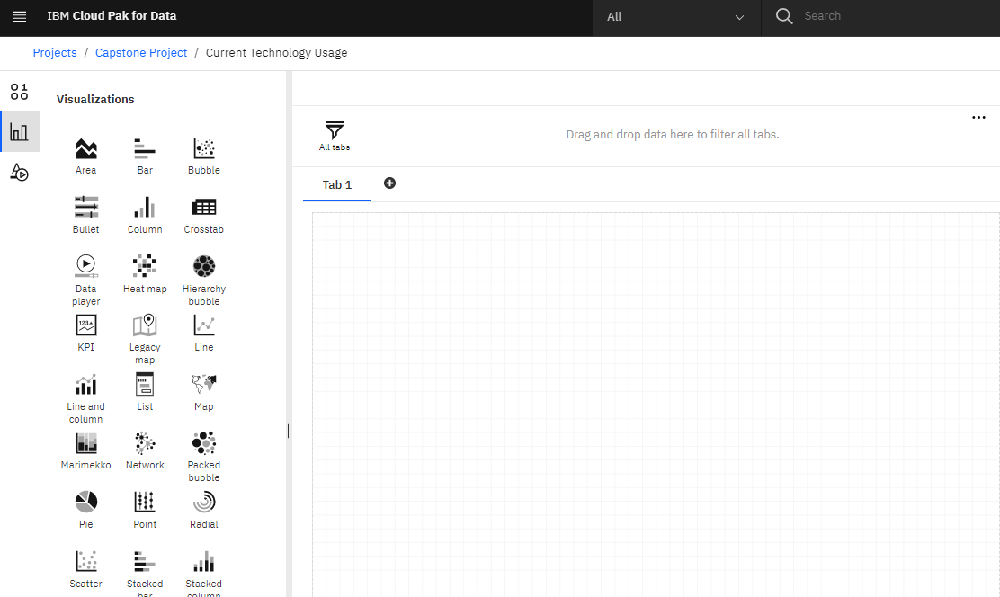 IBM Cloud Pak for Data
All
Search
Projects / Capstone Project / Current Technology Usage
Visualizations
All tabs
Drag and drop data here to filter all tabs.
Tab 1
Area Bar Bubble
Bullet Column Crosstab
Data player
Heat map
Hierarchy bubble
123
KPI
Legacy map
Line
Line and column
List
Map
Marimekko Network
Packed bubble
Pie Point Radial
Scatter
Stacked bar
Stacked column